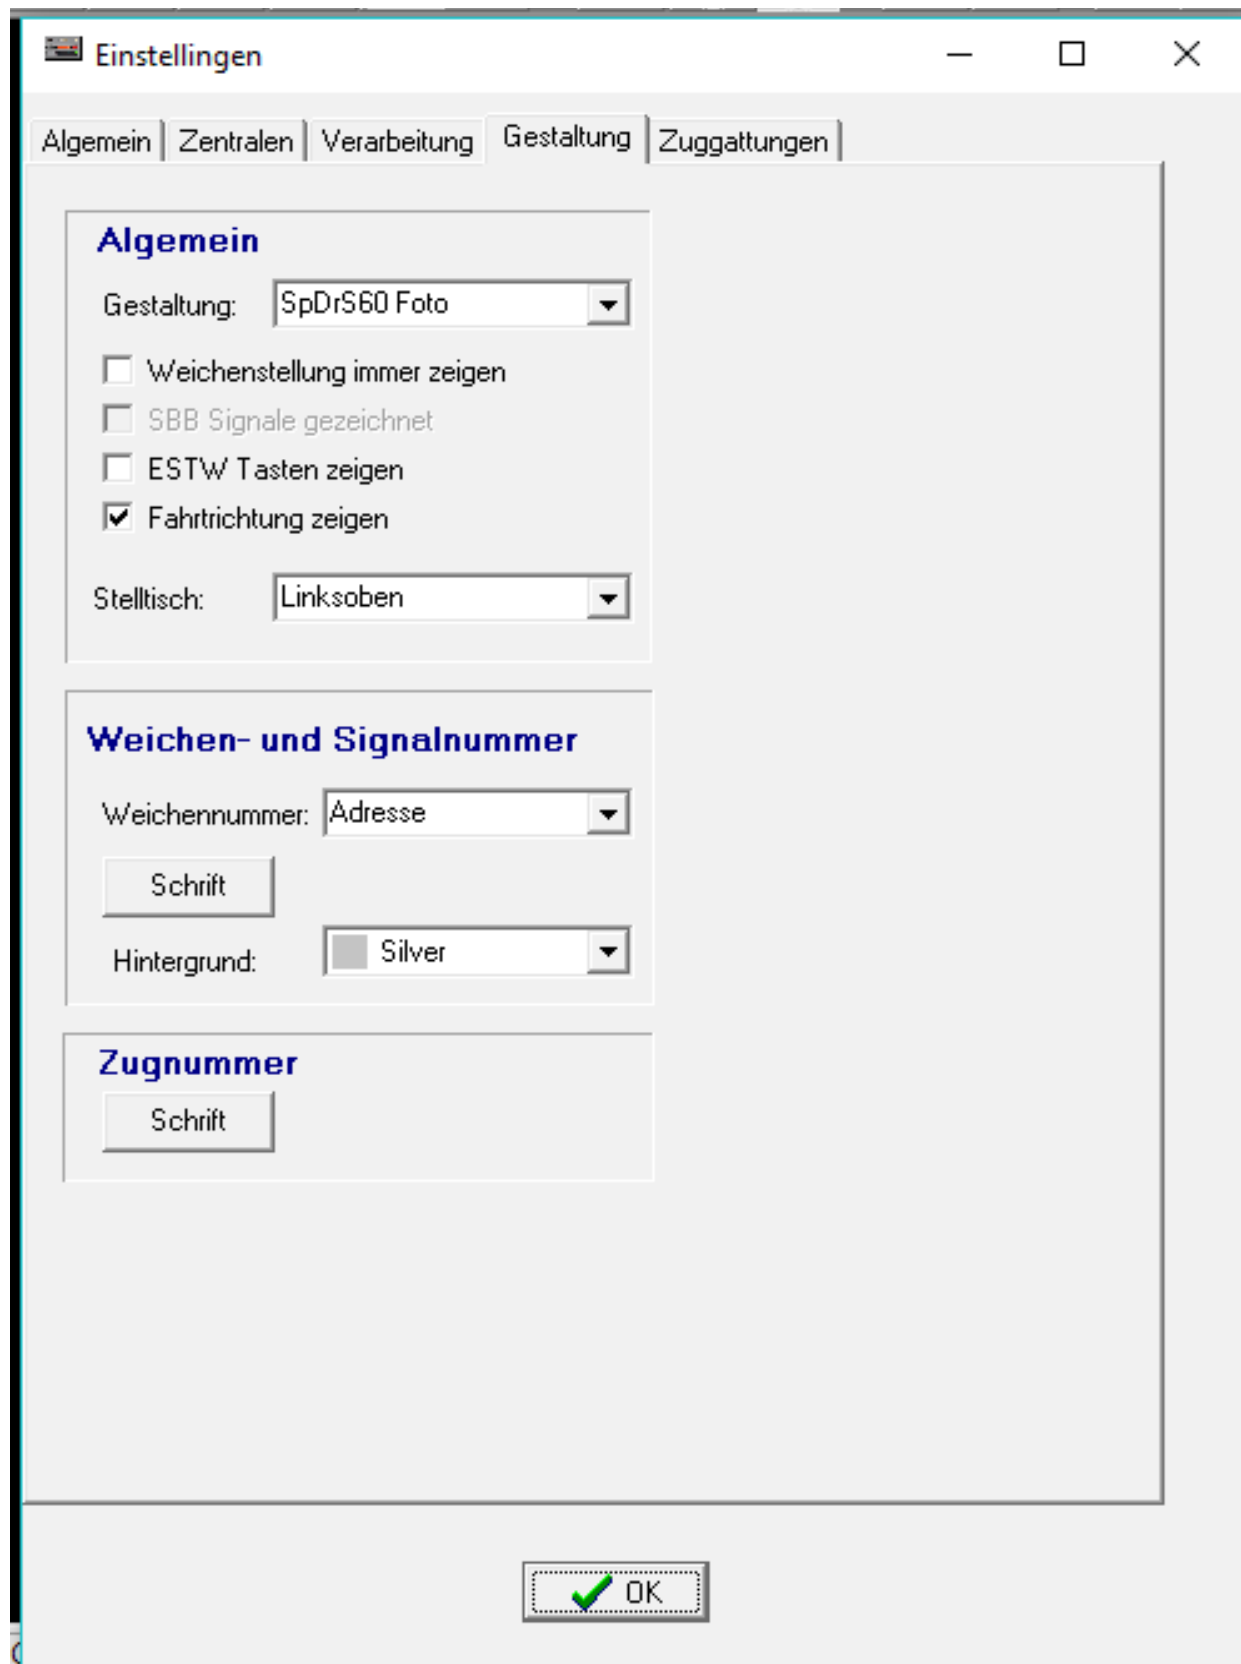 Einstellingen
Algemein Zentralen Verarbeitung Gestaltung Zuggattungen
Algemein
Gestaltung: SpDrS60 Foto
Weichenstellung immer zeigen
SBB Signale gezeichnet
ESTW Tasten zeigen
Fahrtrichtung zeigen
Stelltisch: Linksoben
Weichen- und Signalnummer
Weichennummer: Adresse
Schrift
Hintergrund: Silver
Zugnummer
Schrift
OK